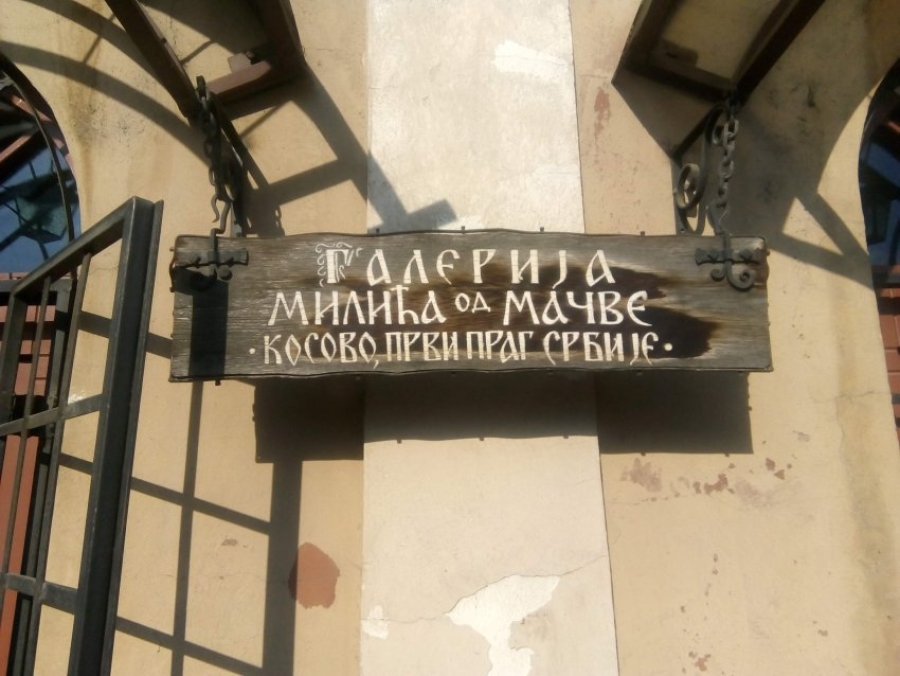 ГАЛЕРИЈА
МИЛИЋА ОД МАЧВЕ
·КОСОВО, ПРВИ ПРАГ СРБИЈЕ·